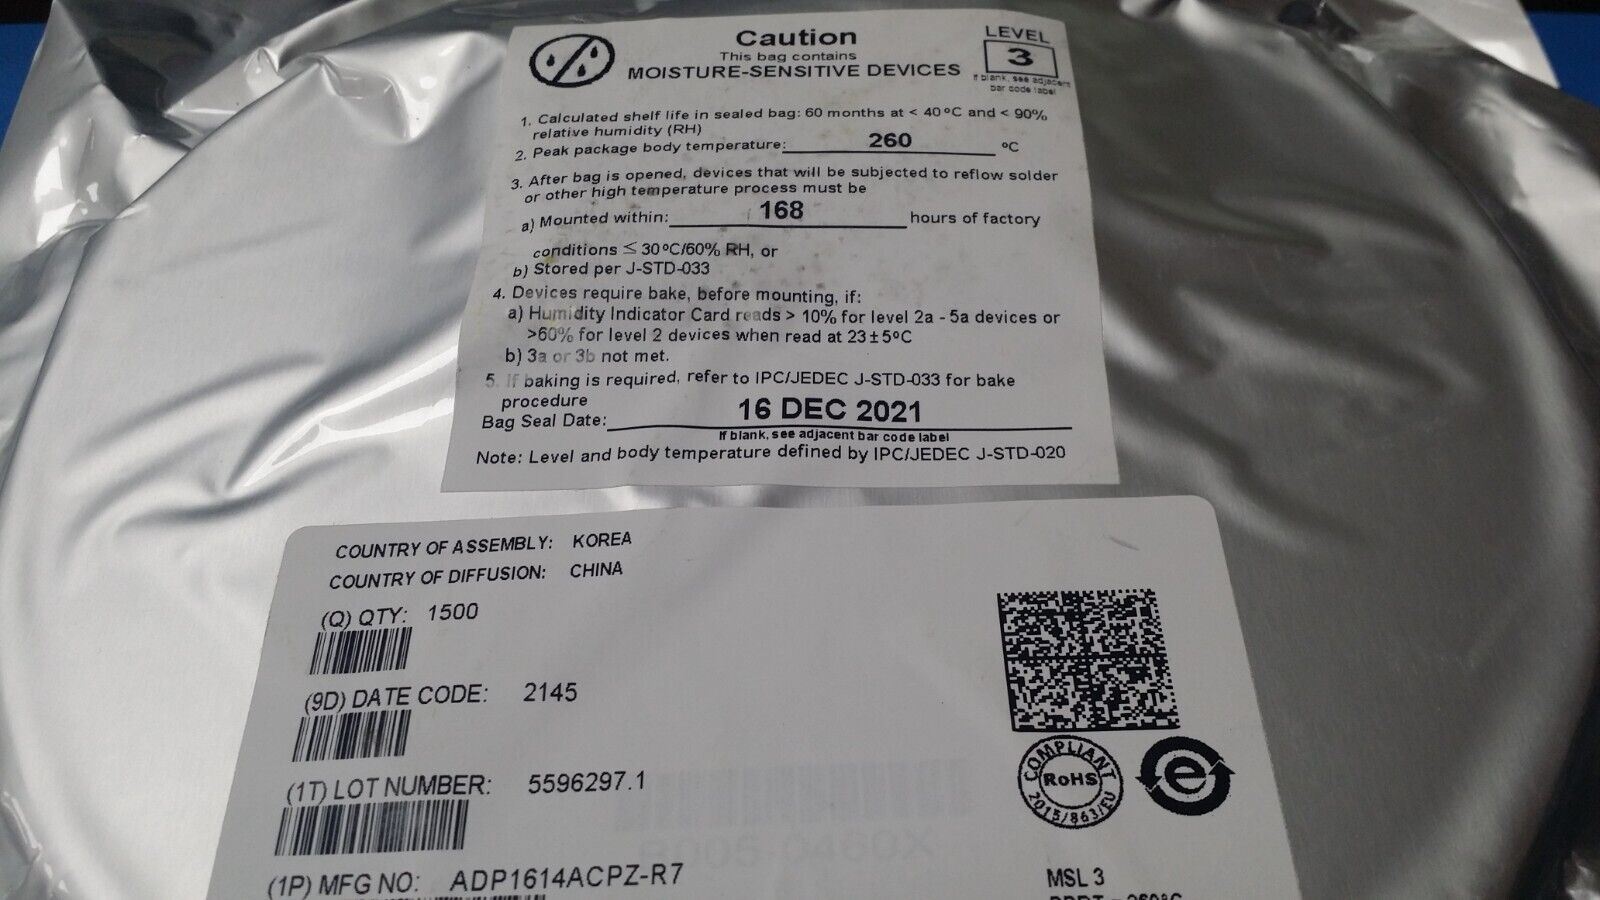 Caution
This bag contains
MOISTURE-SENSITIVE DEVICES
LEVEL
3
If blank, see adjacent
bar code label
1. Calculated shelf life in sealed bag: 60 months at < 40°C and < 90%
relative humidity (RH)
2. Peak package body temperature: 260 °C
3. After bag is opened, devices that will be subjected to reflow solder
or other high temperature process must be
a) Mounted within: 168 hours of factory
conditions ≤ 30°C/60% RH, or
b) Stored per J-STD-033
4. Devices require bake, before mounting, if:
a) Humidity Indicator Card reads > 10% for level 2a - 5a devices or
>60% for level 2 devices when read at 23±5°C
b) 3a or 3b not met.
5. If baking is required, refer to IPC/JEDEC J-STD-033 for bake
procedure
Bag Seal Date: 16 DEC 2021
If blank, see adjacent bar code label
Note: Level and body temperature defined by IPC/JEDEC J-STD-020
COUNTRY OF ASSEMBLY: KOREA
COUNTRY OF DIFFUSION: CHINA
(Q) QTY: 1500
(9D) DATE CODE: 2145
(1T) LOT NUMBER: 5596297.1
COMPLIANT
RoHS
2015/863/EU
e
(1P) MFG NO: ADP1614ACPZ-R7
MSL 3